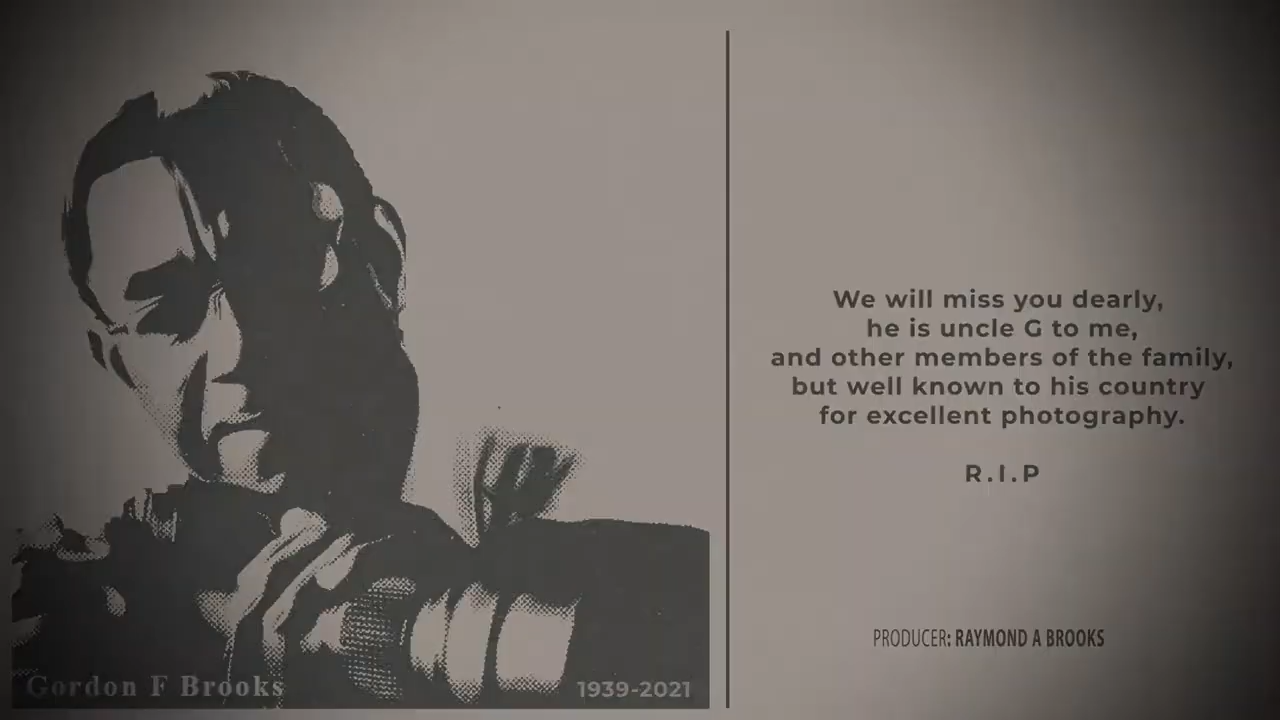 Gordon F Brooks
1939-2021
We will miss you dearly,
he is uncle G to me,
and other members of the family,
but well known to his country
for excellent photography.
R.I.P
PRODUCER: RAYMOND A BROOKS